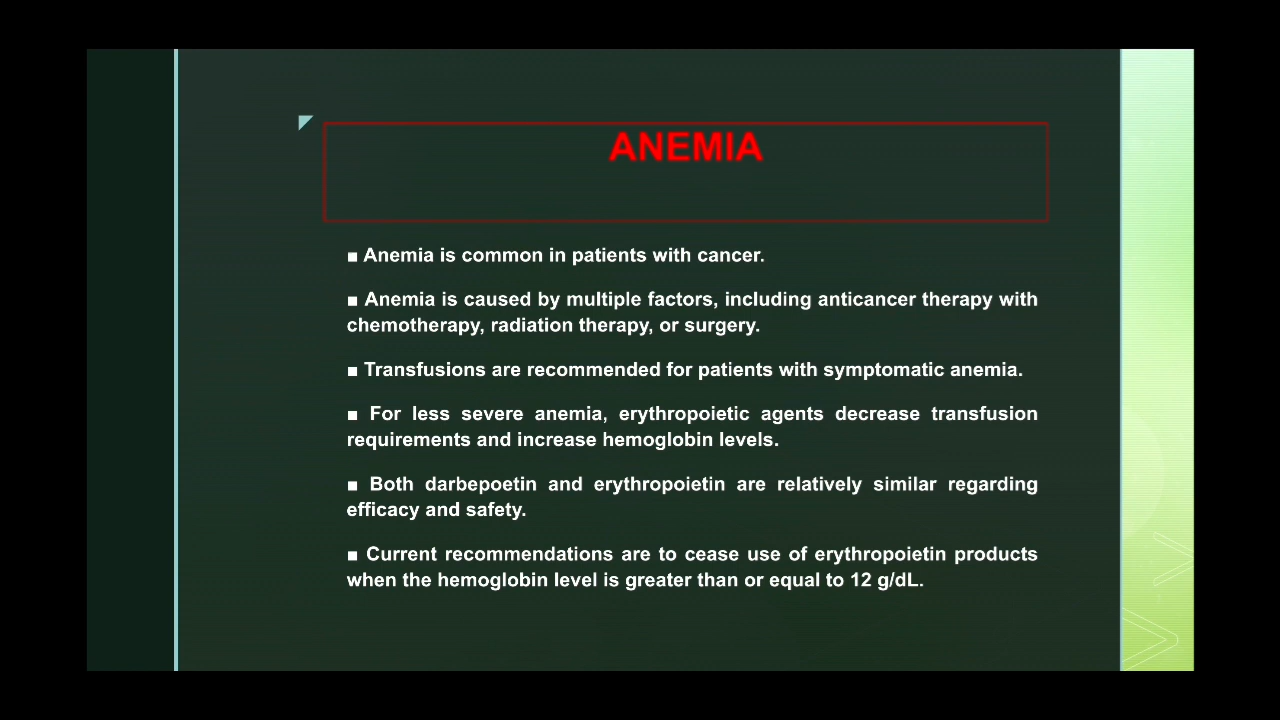 ANEMIA
■ Anemia is common in patients with cancer.
■ Anemia is caused by multiple factors, including anticancer therapy with
chemotherapy, radiation therapy, or surgery.
■ Transfusions are recommended for patients with symptomatic anemia.
■ For less severe anemia, erythropoietic agents decrease transfusion
requirements and increase hemoglobin levels.
■ Both darbepoetin and erythropoietin are relatively similar regarding
efficacy and safety.
■ Current recommendations are to cease use of erythropoietin products
when the hemoglobin level is greater than or equal to 12 g/dL.